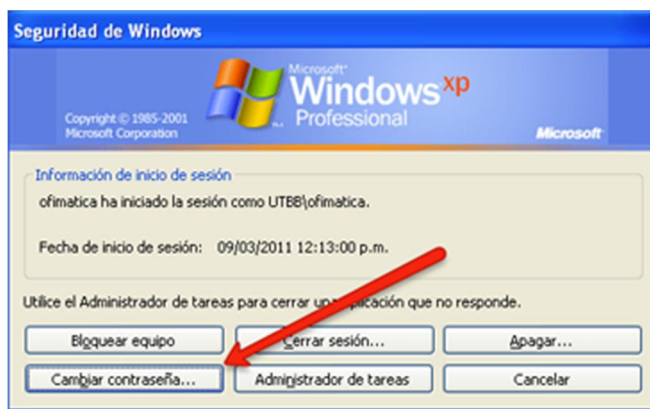 Seguridad de Windows
Microsoft
Windows xp
Professional
Copyright © 1985-2001
Microsoft Corporation
Microsoft
Información de inicio de sesión
ofimatica ha iniciado la sesión como UTBB\ofimatica.
Fecha de inicio de sesión: 09/03/2011 12:13:00 p.m.
Utilice el Administrador de tareas para cerrar una aplicación que no responde.
Bloquear equipo
Cerrar sesión...
Apagar...
Cambiar contraseña...
Administrador de tareas
Cancelar